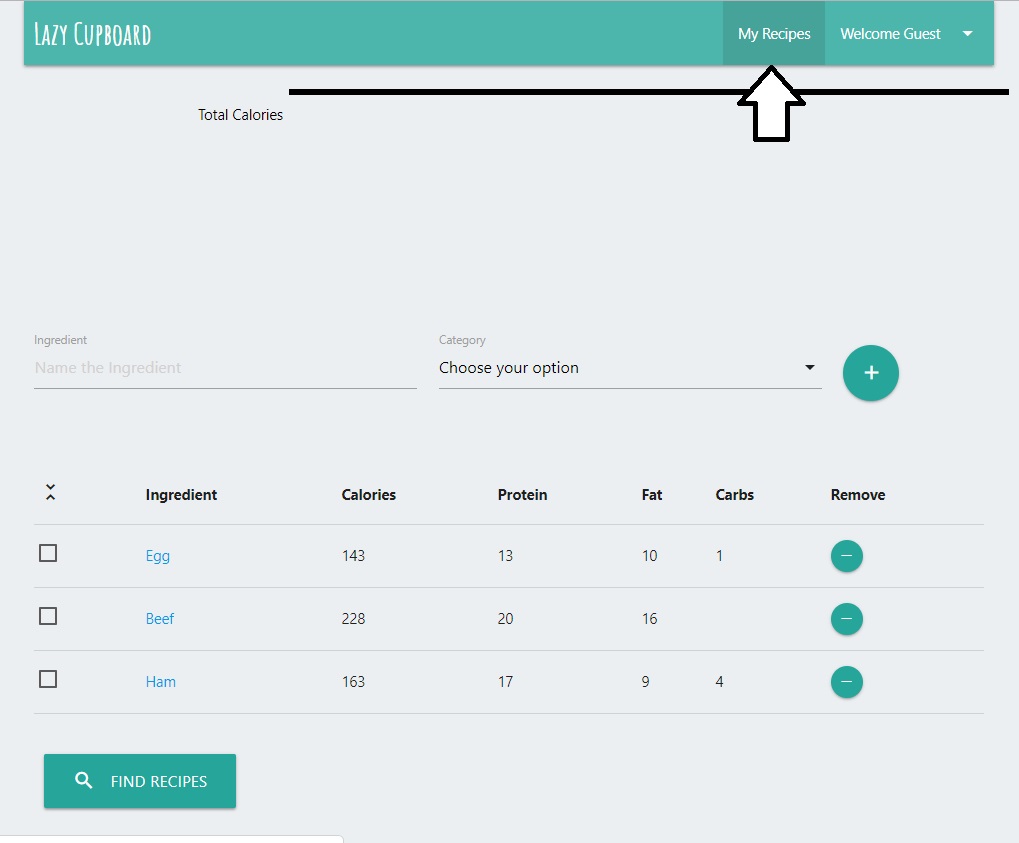 Lazy Cupboard My Recipes Welcome Guest
Total Calories
Ingredient Category
Name the Ingredient Choose your option
Ingredient Calories Protein Fat Carbs Remove
Egg 143 13 10 1
Beef 228 20 16
Ham 163 17 9 4
FIND RECIPES